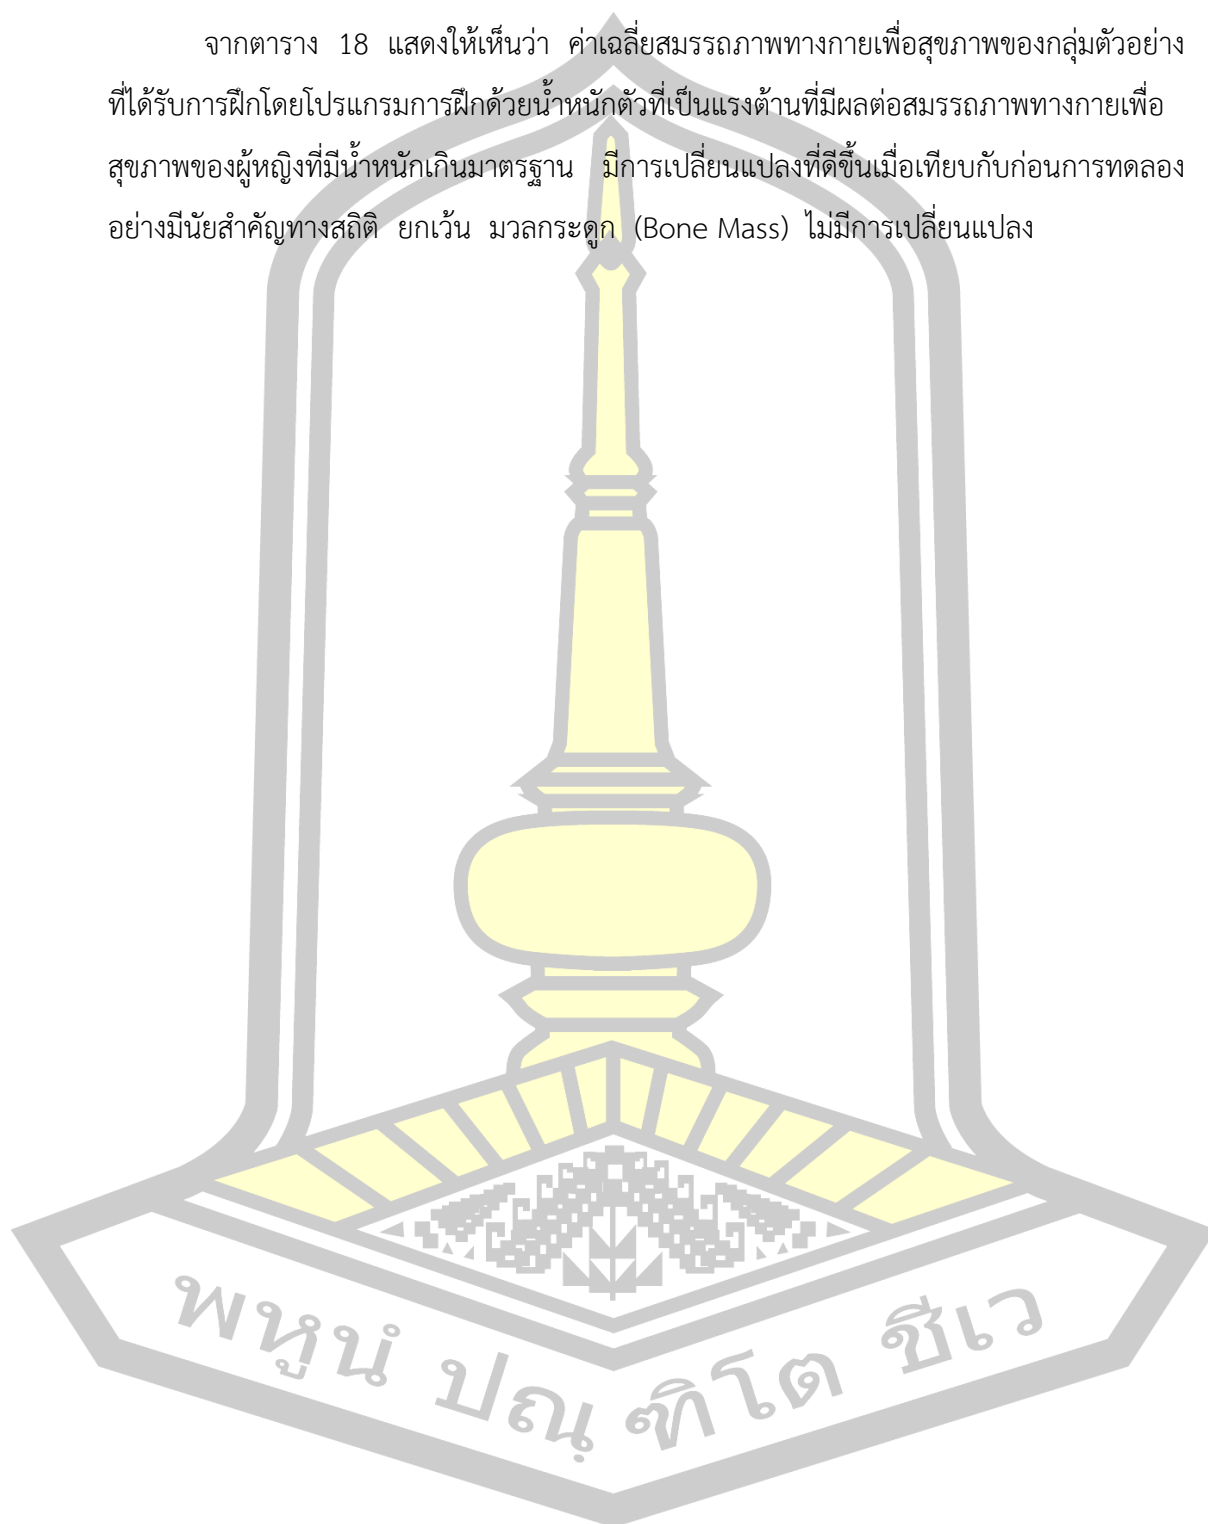 จากตาราง 18 แสดงให้เห็นว่า ค่าเฉลี่ยสมรรถภาพทางกายเพื่อสุขภาพของกลุ่มตัวอย่าง
ที่ได้รับการฝึกโดยโปรแกรมการฝึกด้วยน้ำหนักตัวที่เป็นแรงต้านที่มีผลต่อสมรรถภาพทางกายเพื่อ
สุขภาพของผู้หญิงที่มีน้ำหนักเกินมาตรฐาน มีการเปลี่ยนแปลงที่ดีขึ้นเมื่อเทียบกับก่อนการทดลอง
อย่างมีนัยสำคัญทางสถิติ ยกเว้น มวลกระดูก (Bone Mass) ไม่มีการเปลี่ยนแปลง
พหูนํ ปณฺ ฑิโต ชีเว